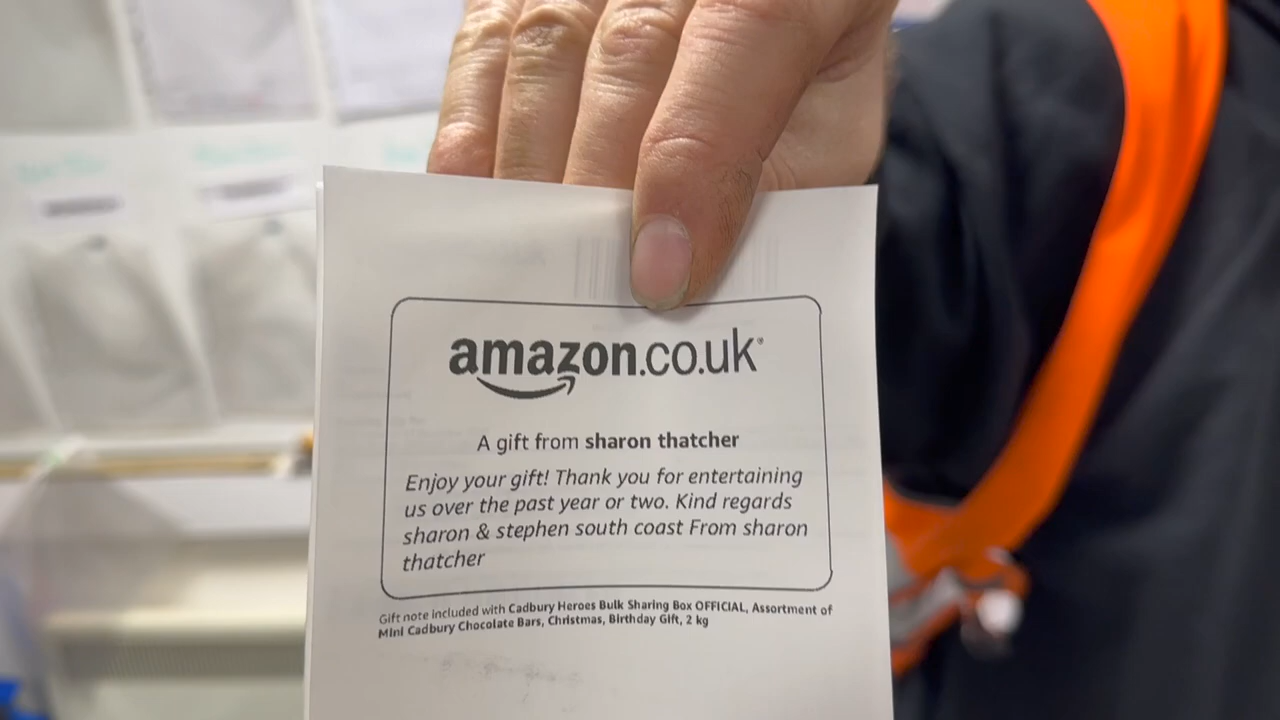 amazon.co.uk
A gift from sharon thatcher
Enjoy your gift! Thank you for entertaining
us over the past year or two. Kind regards
sharon & stephen south coast From sharon
thatcher
Gift note included with Cadbury Heroes Bulk Sharing Box OFFICIAL, Assortment of
Mini Cadbury Chocolate Bars, Christmas, Birthday Gift, 2 kg